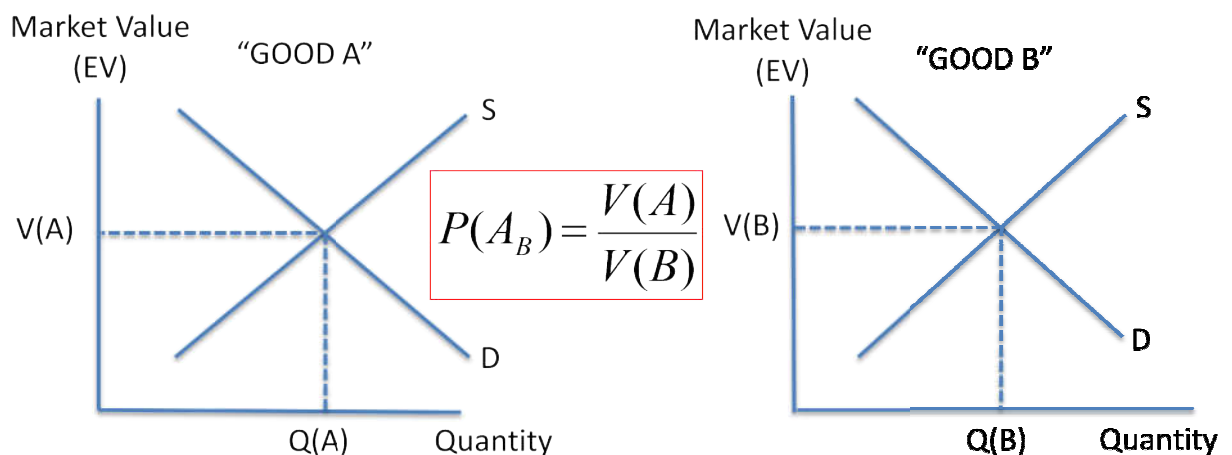 Market Value
(EV)
“GOOD A”
S
V(A)
D
Q(A)
Quantity
P(A_B) = V(A) / V(B)
Market Value
(EV)
“GOOD B”
S
V(B)
D
Q(B)
Quantity